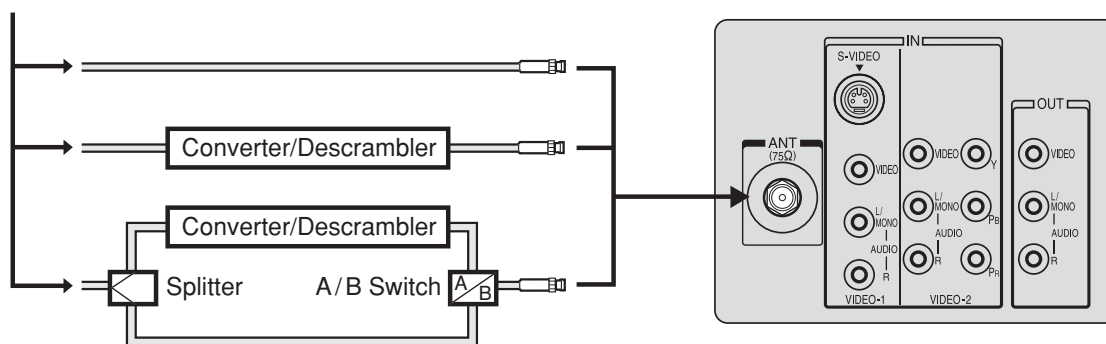 Converter/Descrambler
Converter/Descrambler
Splitter
A/B Switch
A
B
ANT
(75Ω)
IN
S-VIDEO
VIDEO
L/
MONO
AUDIO
R
VIDEO-1
VIDEO
L/
MONO
AUDIO
R
Y
PB
PR
VIDEO-2
OUT
VIDEO
L/
MONO
AUDIO
R